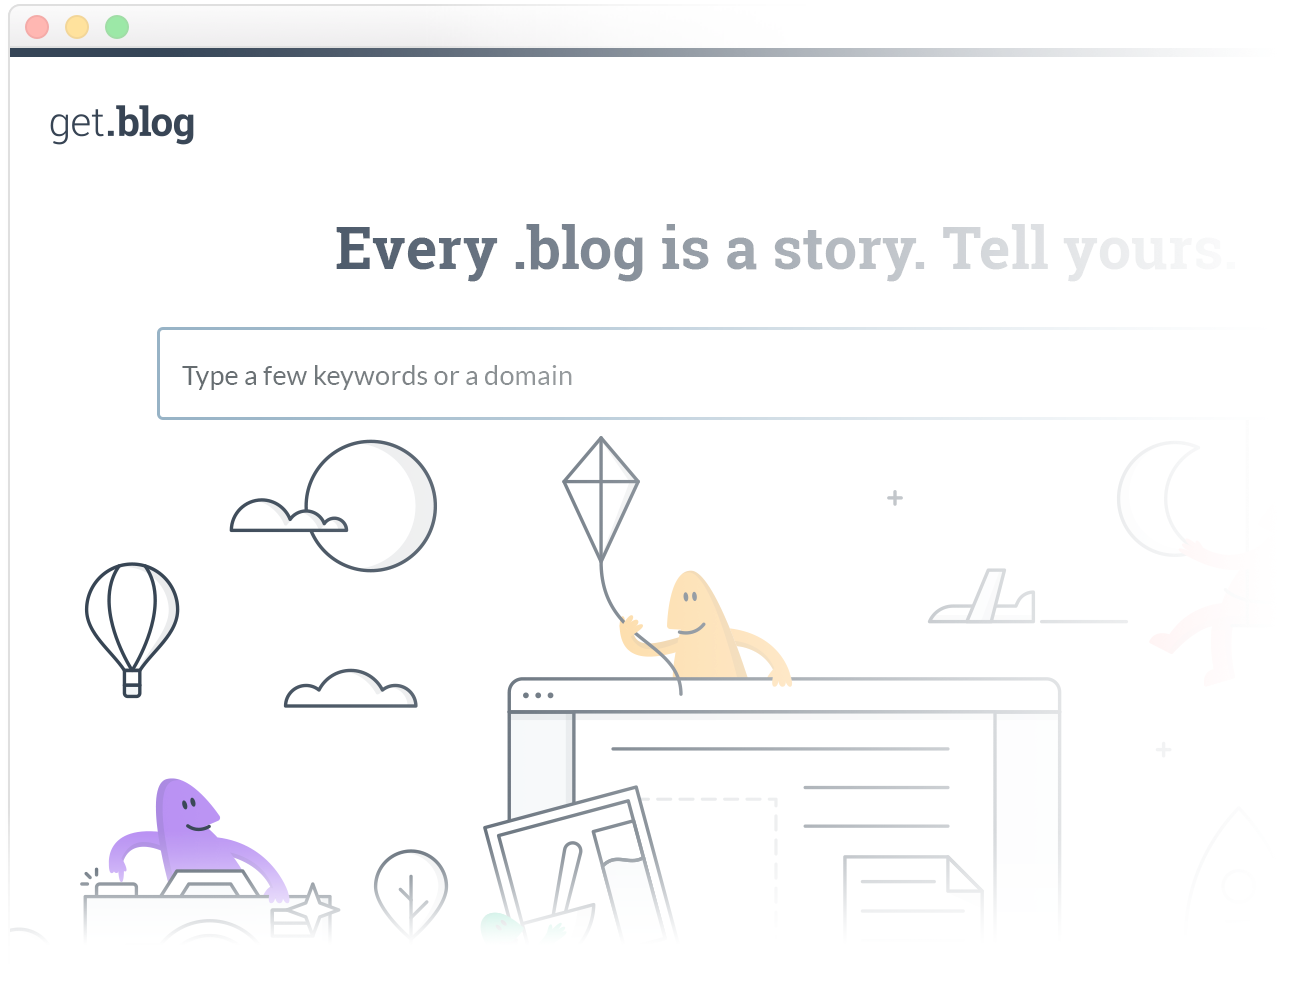 get.blog
Every .blog is a story. Tell yours.
Type a few keywords or a domain